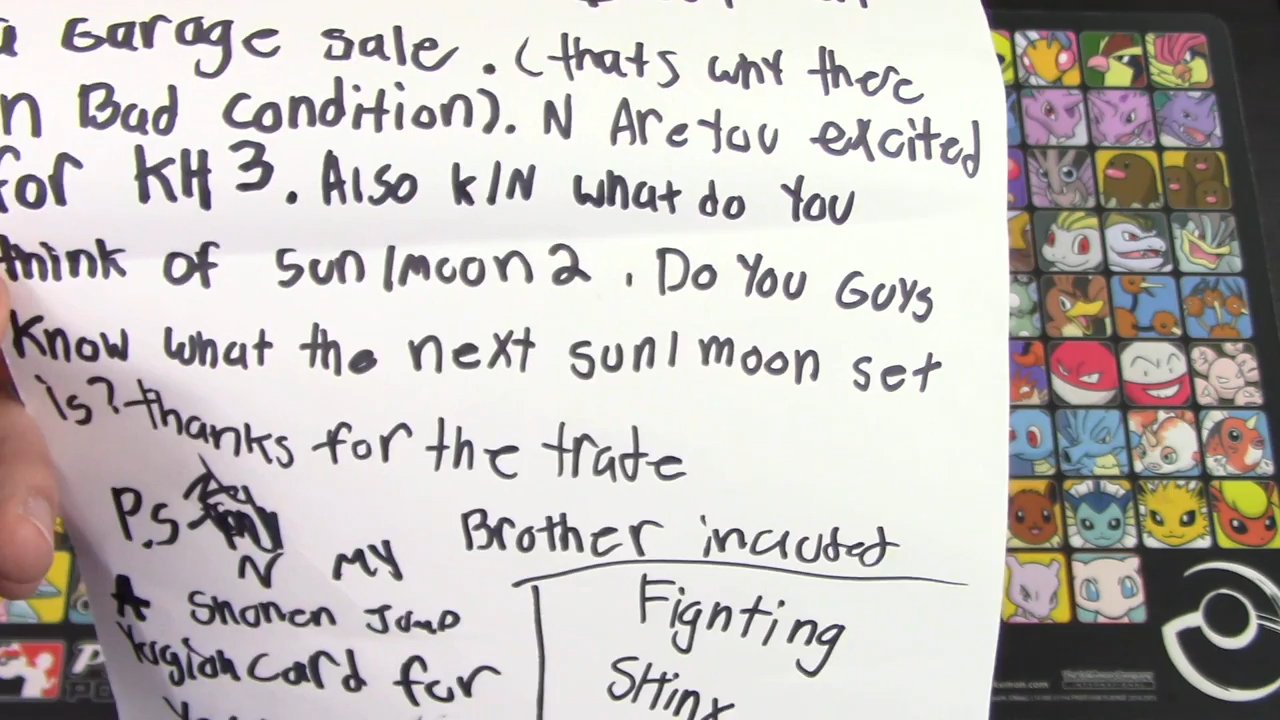 a Garage sale. (thats why there
n Bad condition). N Are you excited
for KH 3. Also K/N what do You
think of sun/moon 2. Do You GUYS
Know what the next sun/moon set
is? thanks for the trade
P.S
N MY Brother incluted
A Shonen Jump
Yugioh card for
Fignting
SHinx